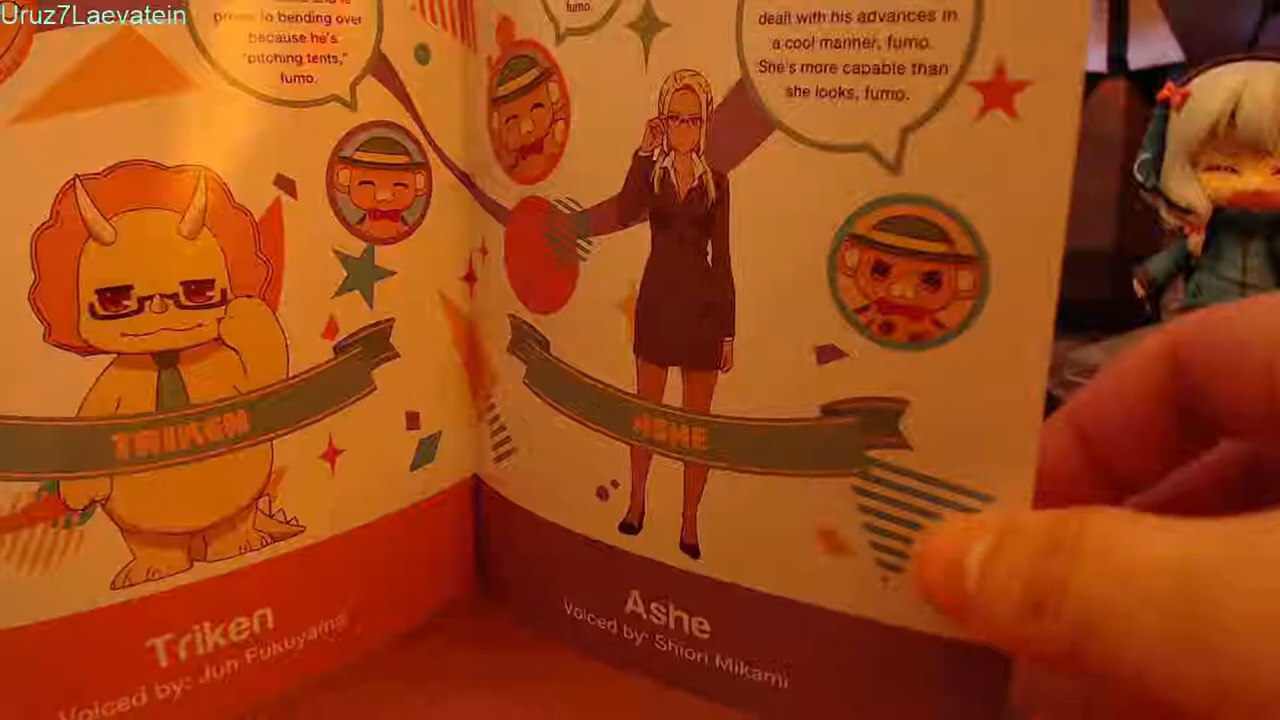 Uruz7Laevatein
prone to bending over
because he's
"pitching tents,"
fumo.
fumo.
dealt with his advances in
a cool manner, fumo.
She's more capable than
she looks, fumo.
TRIKEN
ASHE
Triken
Voiced by: Jun Fukuyama
Ashe
Voiced by: Shiori Mikami